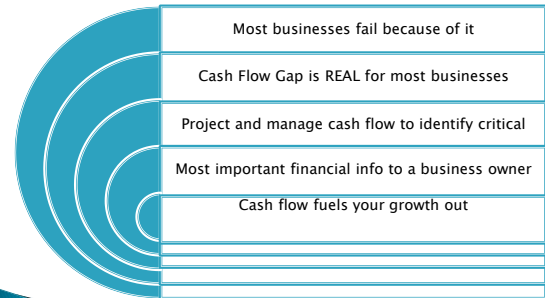 Most businesses fail because of it
Cash Flow Gap is REAL for most businesses
Project and manage cash flow to identify critical
Most important financial info to a business owner
Cash flow fuels your growth out